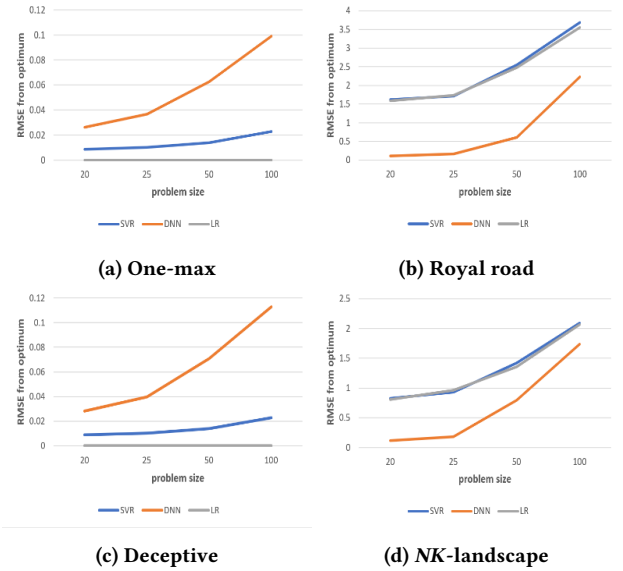 0.12
0.1
0.08
0.06
0.04
0.02
0
RMSE from optimum
20 25 50 100
problem size
SVR DNN LR
(a) One-max
4
3.5
3
2.5
2
1.5
1
0.5
0
RMSE from optimum
20 25 50 100
problem size
SVR DNN LR
(b) Royal road
0.12
0.1
0.08
0.06
0.04
0.02
0
RMSE from optimum
20 25 50 100
problem size
SVR DNN LR
(c) Deceptive
2.5
2
1.5
1
0.5
0
RMSE from optimum
20 25 50 100
problem size
SVR DNN LR
(d) NK-landscape